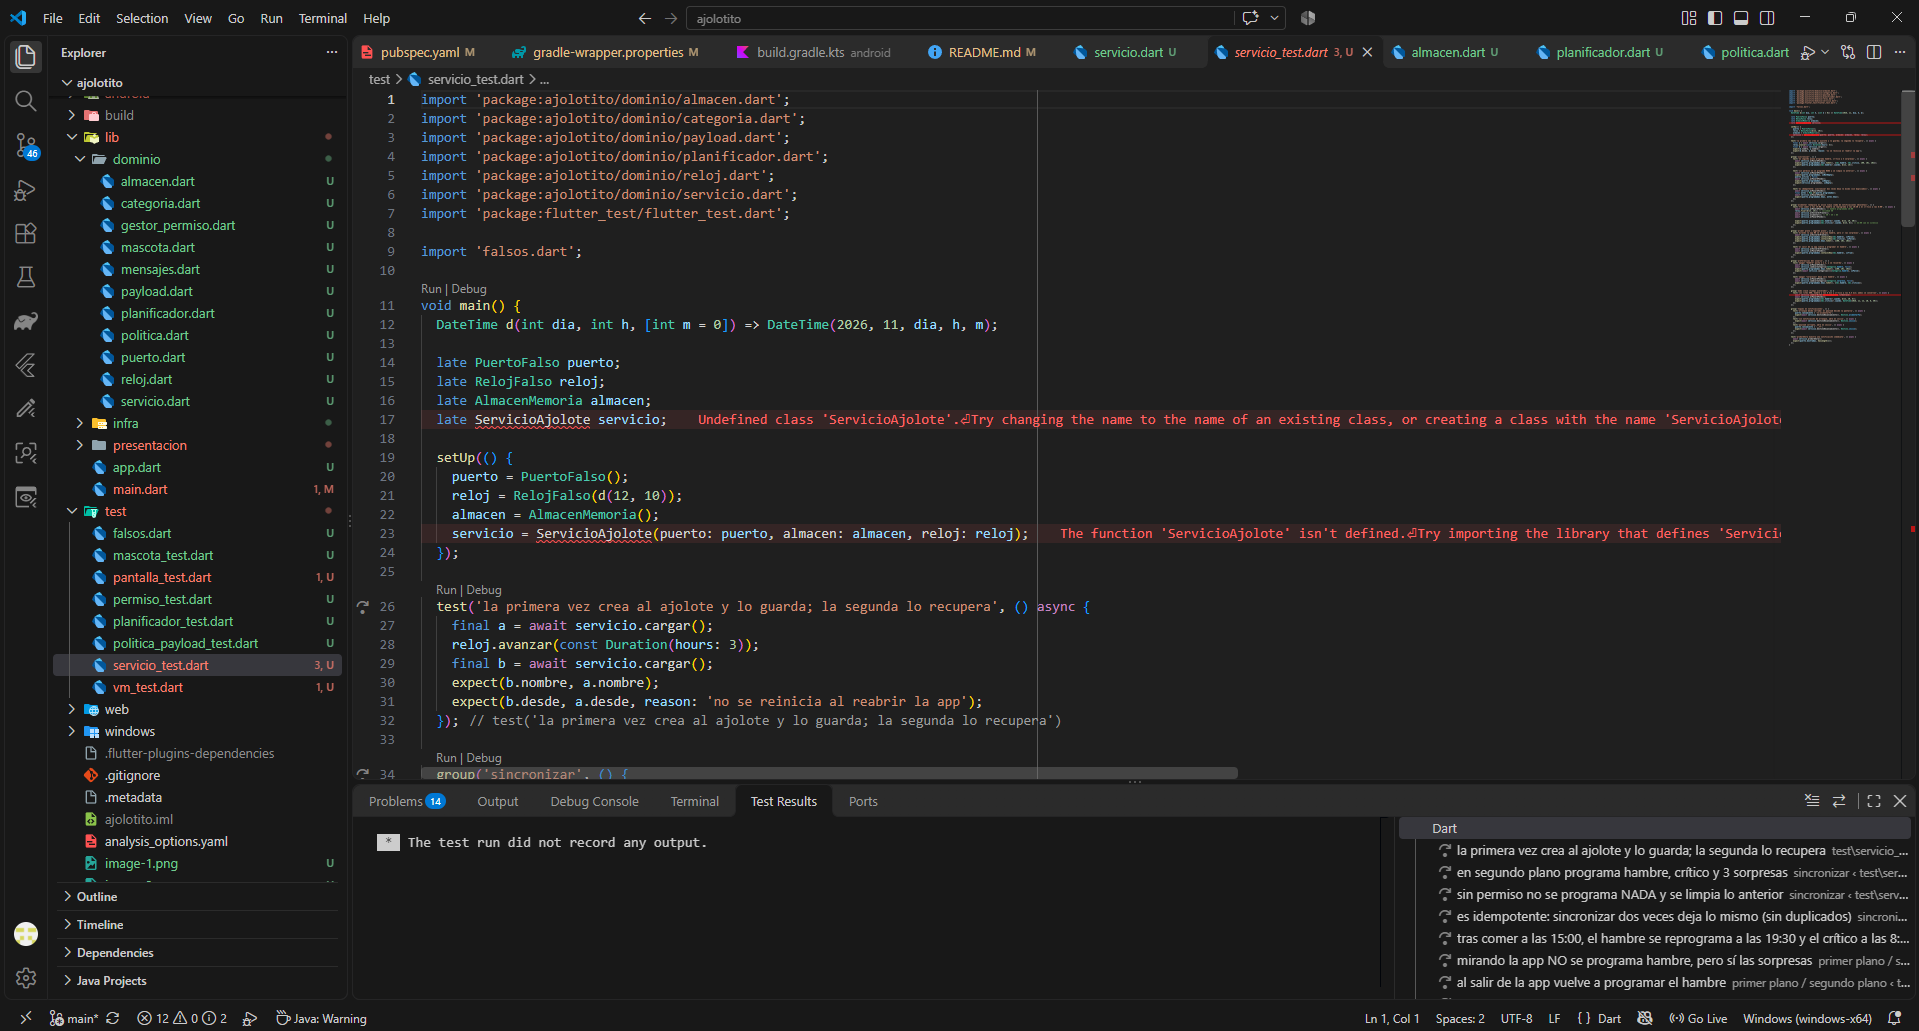 File Edit Selection View Go Run Terminal Help
ajolotito
Explorer
pubspec.yaml M
gradle-wrapper.properties M
build.gradle.kts android
README.md M
servicio.dart U
servicio_test.dart 3, U
almacen.dart U
planificador.dart U
politica.dart
test > servicio_test.dart > ...
ajolotito
build
lib
dominio
almacen.dart U
categoria.dart U
gestor_permiso.dart U
mascota.dart U
mensajes.dart U
payload.dart U
planificador.dart U
politica.dart U
puerto.dart U
reloj.dart U
servicio.dart U
infra
presentacion
app.dart U
main.dart 1, M
test
falsos.dart U
mascota_test.dart U
pantalla_test.dart 1, U
permiso_test.dart U
planificador_test.dart U
politica_payload_test.dart U
servicio_test.dart 3, U
vm_test.dart 1, U
web
windows
.flutter-plugins-dependencies
.gitignore
.metadata
ajolotito.iml
analysis_options.yaml
image-1.png U
Outline
Timeline
Dependencies
Java Projects
46
1 import 'package:ajolotito/dominio/almacen.dart';
2 import 'package:ajolotito/dominio/categoria.dart';
3 import 'package:ajolotito/dominio/payload.dart';
4 import 'package:ajolotito/dominio/planificador.dart';
5 import 'package:ajolotito/dominio/reloj.dart';
6 import 'package:ajolotito/dominio/servicio.dart';
7 import 'package:flutter_test/flutter_test.dart';
8
9 import 'falsos.dart';
10
Run | Debug
11 void main() {
12 DateTime d(int dia, int h, [int m = 0]) => DateTime(2026, 11, dia, h, m);
13
14 late PuertoFalso puerto;
15 late RelojFalso reloj;
16 late AlmacenMemoria almacen;
17 late ServicioAjolote servicio; Undefined class 'ServicioAjolote'.⏎Try changing the name to the name of an existing class, or creating a class with the name 'ServicioAjolot
18
19 setUp(() {
20 puerto = PuertoFalso();
21 reloj = RelojFalso(d(12, 10));
22 almacen = AlmacenMemoria();
23 servicio = ServicioAjolote(puerto: puerto, almacen: almacen, reloj: reloj); The function 'ServicioAjolote' isn't defined.⏎Try importing the library that defines 'Servici
24 });
25
Run | Debug
26 test('la primera vez crea al ajolote y lo guarda; la segunda lo recupera', () async {
27 final a = await servicio.cargar();
28 reloj.avanzar(const Duration(hours: 3));
29 final b = await servicio.cargar();
30 expect(b.nombre, a.nombre);
31 expect(b.desde, a.desde, reason: 'no se reinicia al reabrir la app');
32 }); // test('la primera vez crea al ajolote y lo guarda; la segunda lo recupera')
33
Run | Debug
34 group('sincronizar', () {
Problems 14 Output Debug Console Terminal Test Results Ports
* The test run did not record any output.
Dart
la primera vez crea al ajolote y lo guarda; la segunda lo recupera test\servicio_...
en segundo plano programa hambre, crítico y 3 sorpresas sincronizar ‹ test\ser...
sin permiso no se programa NADA y se limpia lo anterior sincronizar ‹ test\serv...
es idempotente: sincronizar dos veces deja lo mismo (sin duplicados) sincroni...
tras comer a las 15:00, el hambre se reprograma a las 19:30 y el crítico a las 8:...
mirando la app NO se programa hambre, pero sí las sorpresas primer plano / s...
al salir de la app vuelve a programar el hambre primer plano / segundo plano ‹ t...
main* 12 0 2 Java: Warning
Ln 1, Col 1 Spaces: 2 UTF-8 LF {} Dart Go Live Windows (windows-x64)